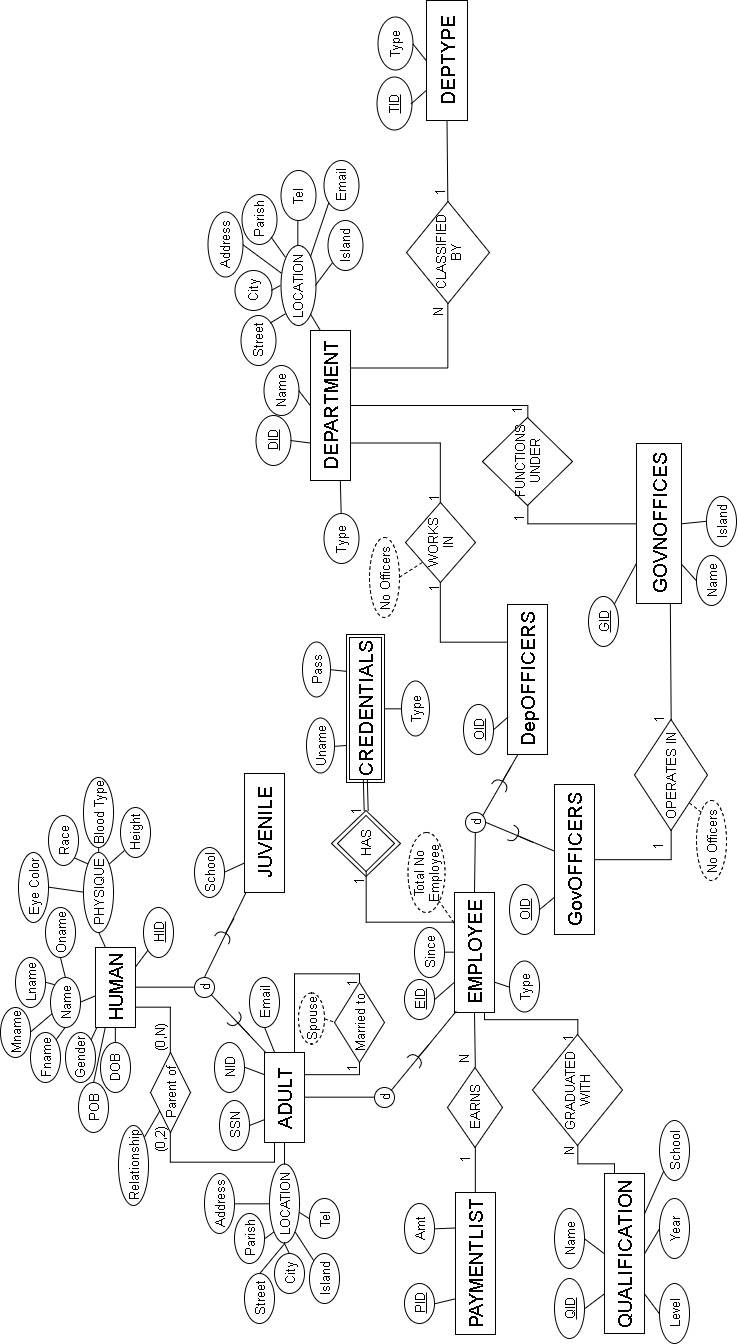 Relationship
(0,2)
Parent of
(0,N)
POB
DOB
Gender
Fname
Mname
Lname
Name
Oname
HUMAN
HID
Eye Color
PHYSIQUE
Race
Blood Type
Height
d
School
JUVENILE
Address
Parish
Street
City
Island
Tel
LOCATION
SSN
NID
Email
ADULT
Spouse
1
Married to
1
d
Uname
Pass
CREDENTIALS
Type
1
HAS
1
Total No
Employee
EID
Since
EMPLOYEE
Type
d
PID
Amt
PAYMENTLIST
1
EARNS
N
N
GRADUATED
WITH
1
QID
Name
QUALIFICATION
Level
Year
School
OID
GovOFFICERS
OID
DepOFFICERS
1
OPERATES IN
1
No Officers
GID
GOVNOFFICES
Name
Island
No Officers
1
WORKS
IN
1
1
FUNCTIONS
UNDER
1
Type
DID
Name
DEPARTMENT
Street
City
Address
Parish
Tel
Email
Island
LOCATION
N
CLASSIFIED
BY
1
TID
Type
DEPTYPE